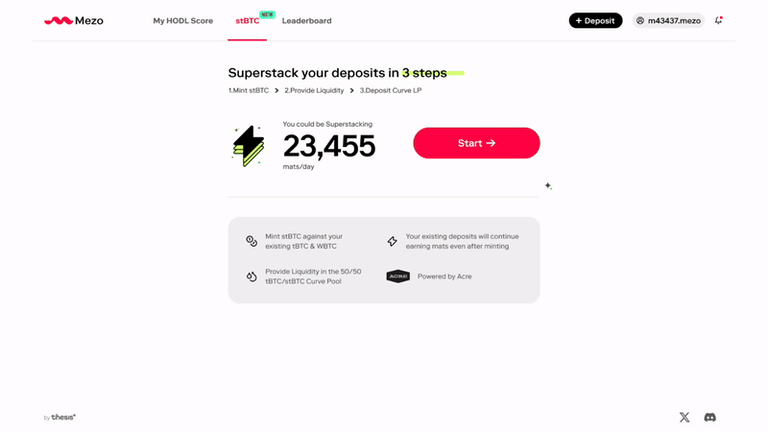 Mezo
My HODL Score
stBTC
NEW
Leaderboard
+ Deposit
m43437.mezo
Superstack your deposits in 3 steps
1.Mint stBTC > 2.Provide Liquidity > 3.Deposit Curve LP
You could be Superstacking
23,455
mats/day
Start →
Mint stBTC against your
existing tBTC & WBTC
Your existing deposits will continue
earning mats even after minting
Provide Liquidity in the 50/50
tBTC/stBTC Curve Pool
ACRE
Powered by Acre
by thesis*